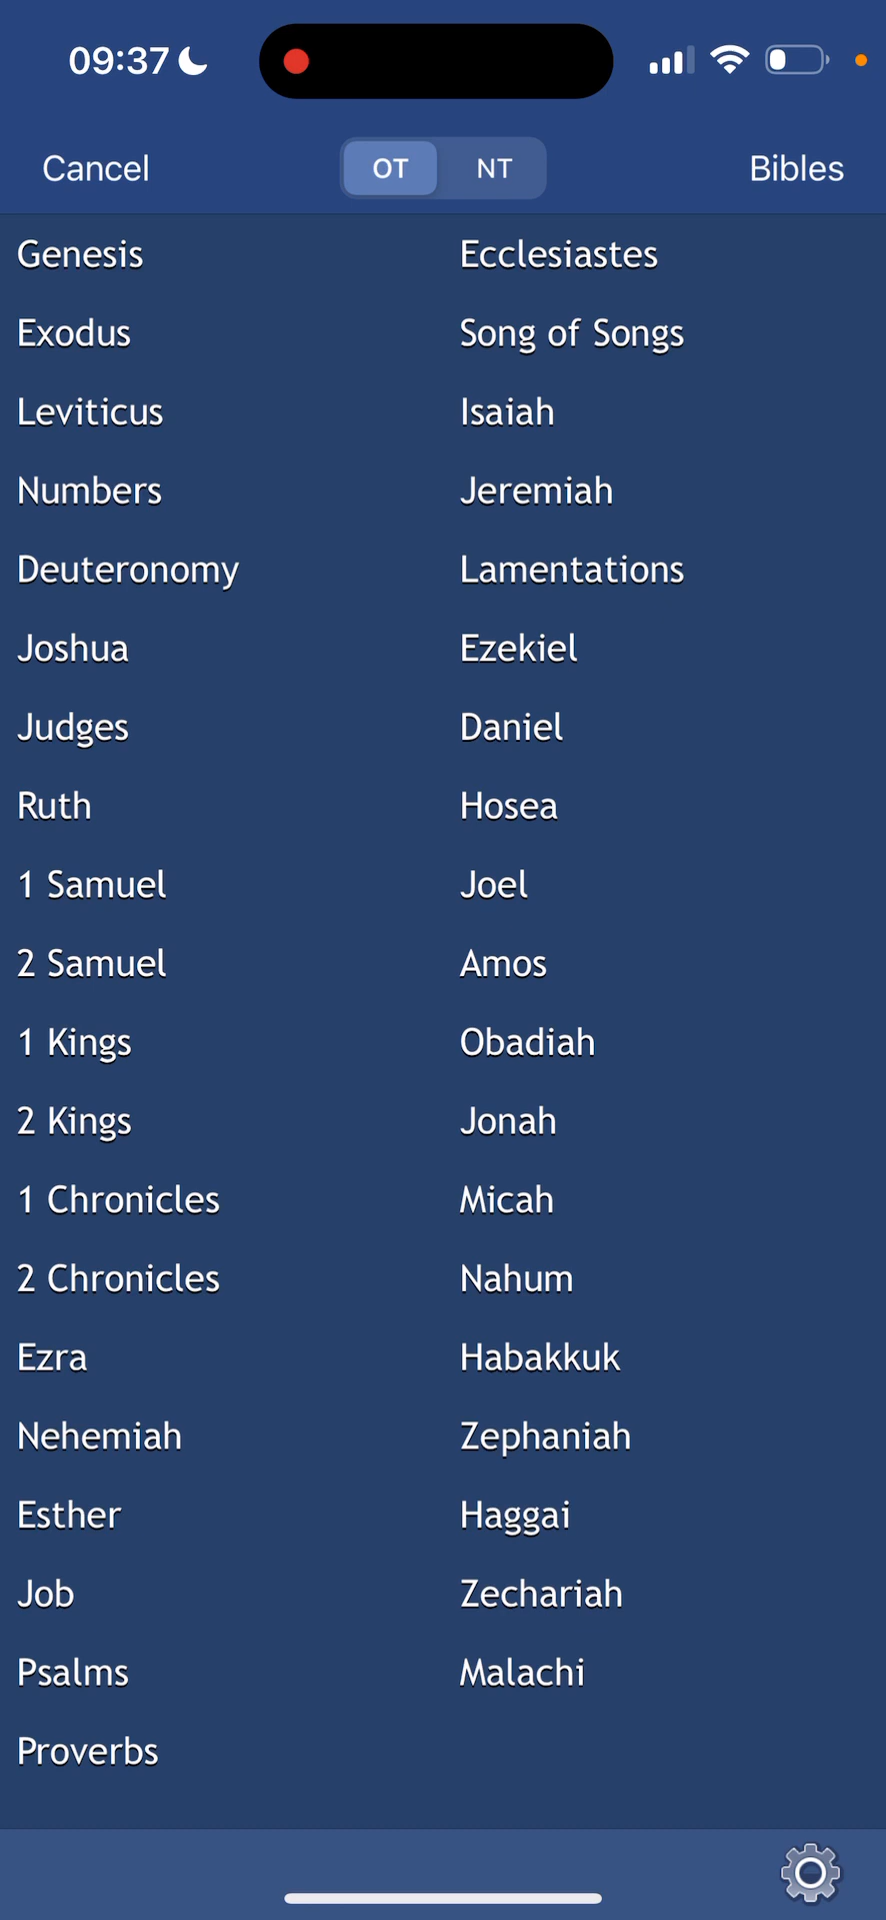 09:37
Cancel OT NT Bibles
Genesis
Exodus
Leviticus
Numbers
Deuteronomy
Joshua
Judges
Ruth
1 Samuel
2 Samuel
1 Kings
2 Kings
1 Chronicles
2 Chronicles
Ezra
Nehemiah
Esther
Job
Psalms
Proverbs
Ecclesiastes
Song of Songs
Isaiah
Jeremiah
Lamentations
Ezekiel
Daniel
Hosea
Joel
Amos
Obadiah
Jonah
Micah
Nahum
Habakkuk
Zephaniah
Haggai
Zechariah
Malachi